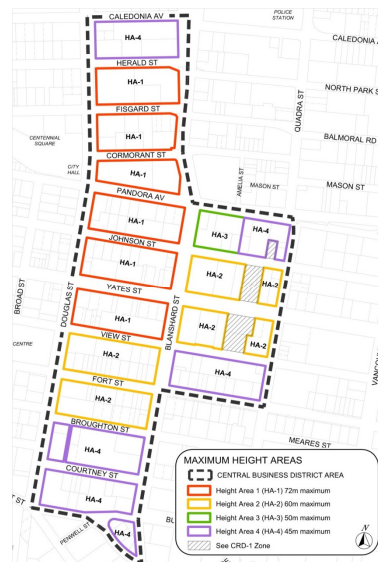 POLICE
STATION
CALEDONIA AV
CALEDONIA A
HA-4
HERALD ST
HA-1
NORTH PARK S
FISGARD ST
QUADRA ST
HA-1
BALMORAL RD
CENTENNIAL
SQUARE
CORMORANT ST
CITY
HALL
HA-1
AMELIA ST
MASON ST
MASON ST
PANDORA AV
HA-1
HA-3
HA-4
JOHNSON ST
HA-1
HA-2
HA-2
YATES ST
DOUGLAS ST
BROAD ST
HA-1
BLANSHARD ST
HA-2
HA-2
VIEW ST
CENTRE
HA-2
HA-4
VANCOU
FORT ST
HA-2
BROUGHTON ST
MEARES ST
HA-4
COURTNEY ST
HA-4
T ST
PENWELL ST
HA-4
BL
MAXIMUM HEIGHT AREAS
CENTRAL BUSINESS DISTRICT AREA
Height Area 1 (HA-1) 72m maximum
Height Area 2 (HA-2) 60m maximum
Height Area 3 (HA-3) 50m maximum
Height Area 4 (HA-4) 45m maximum
See CRD-1 Zone
N